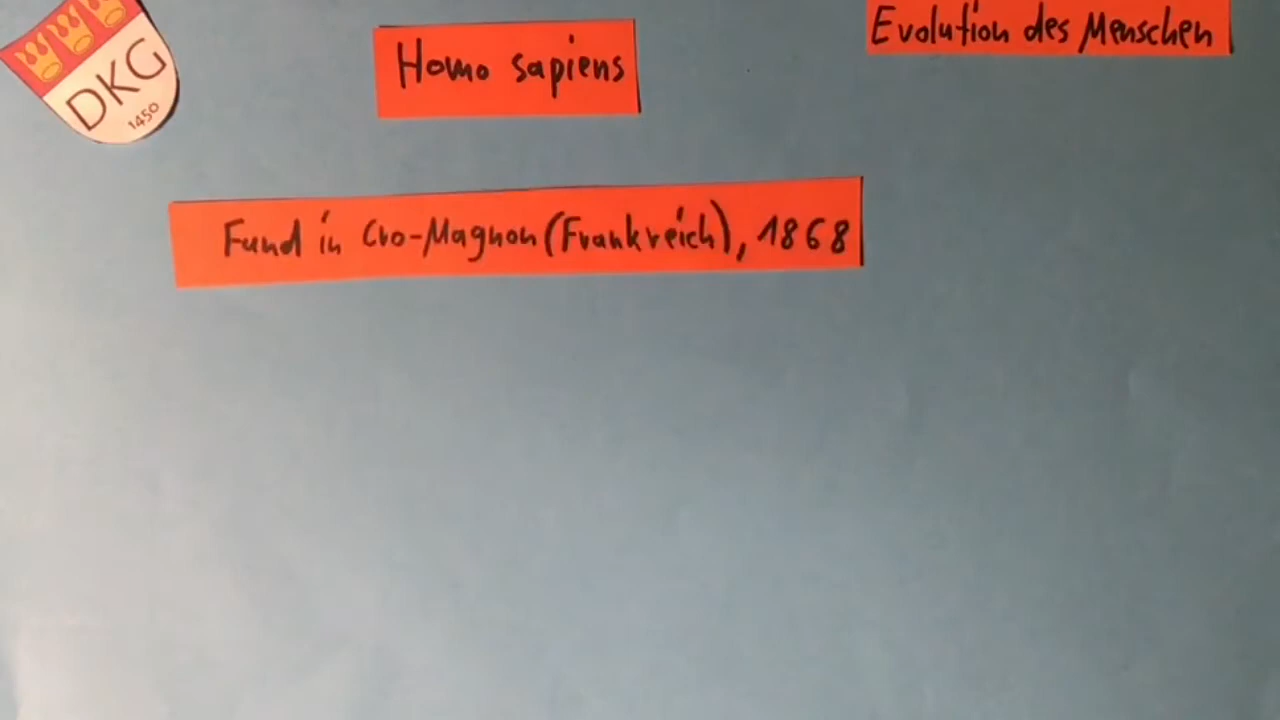 DKG
1450
Homo sapiens
Evolution des Menschen
Fund in Cro-Magnon (Frankreich), 1868